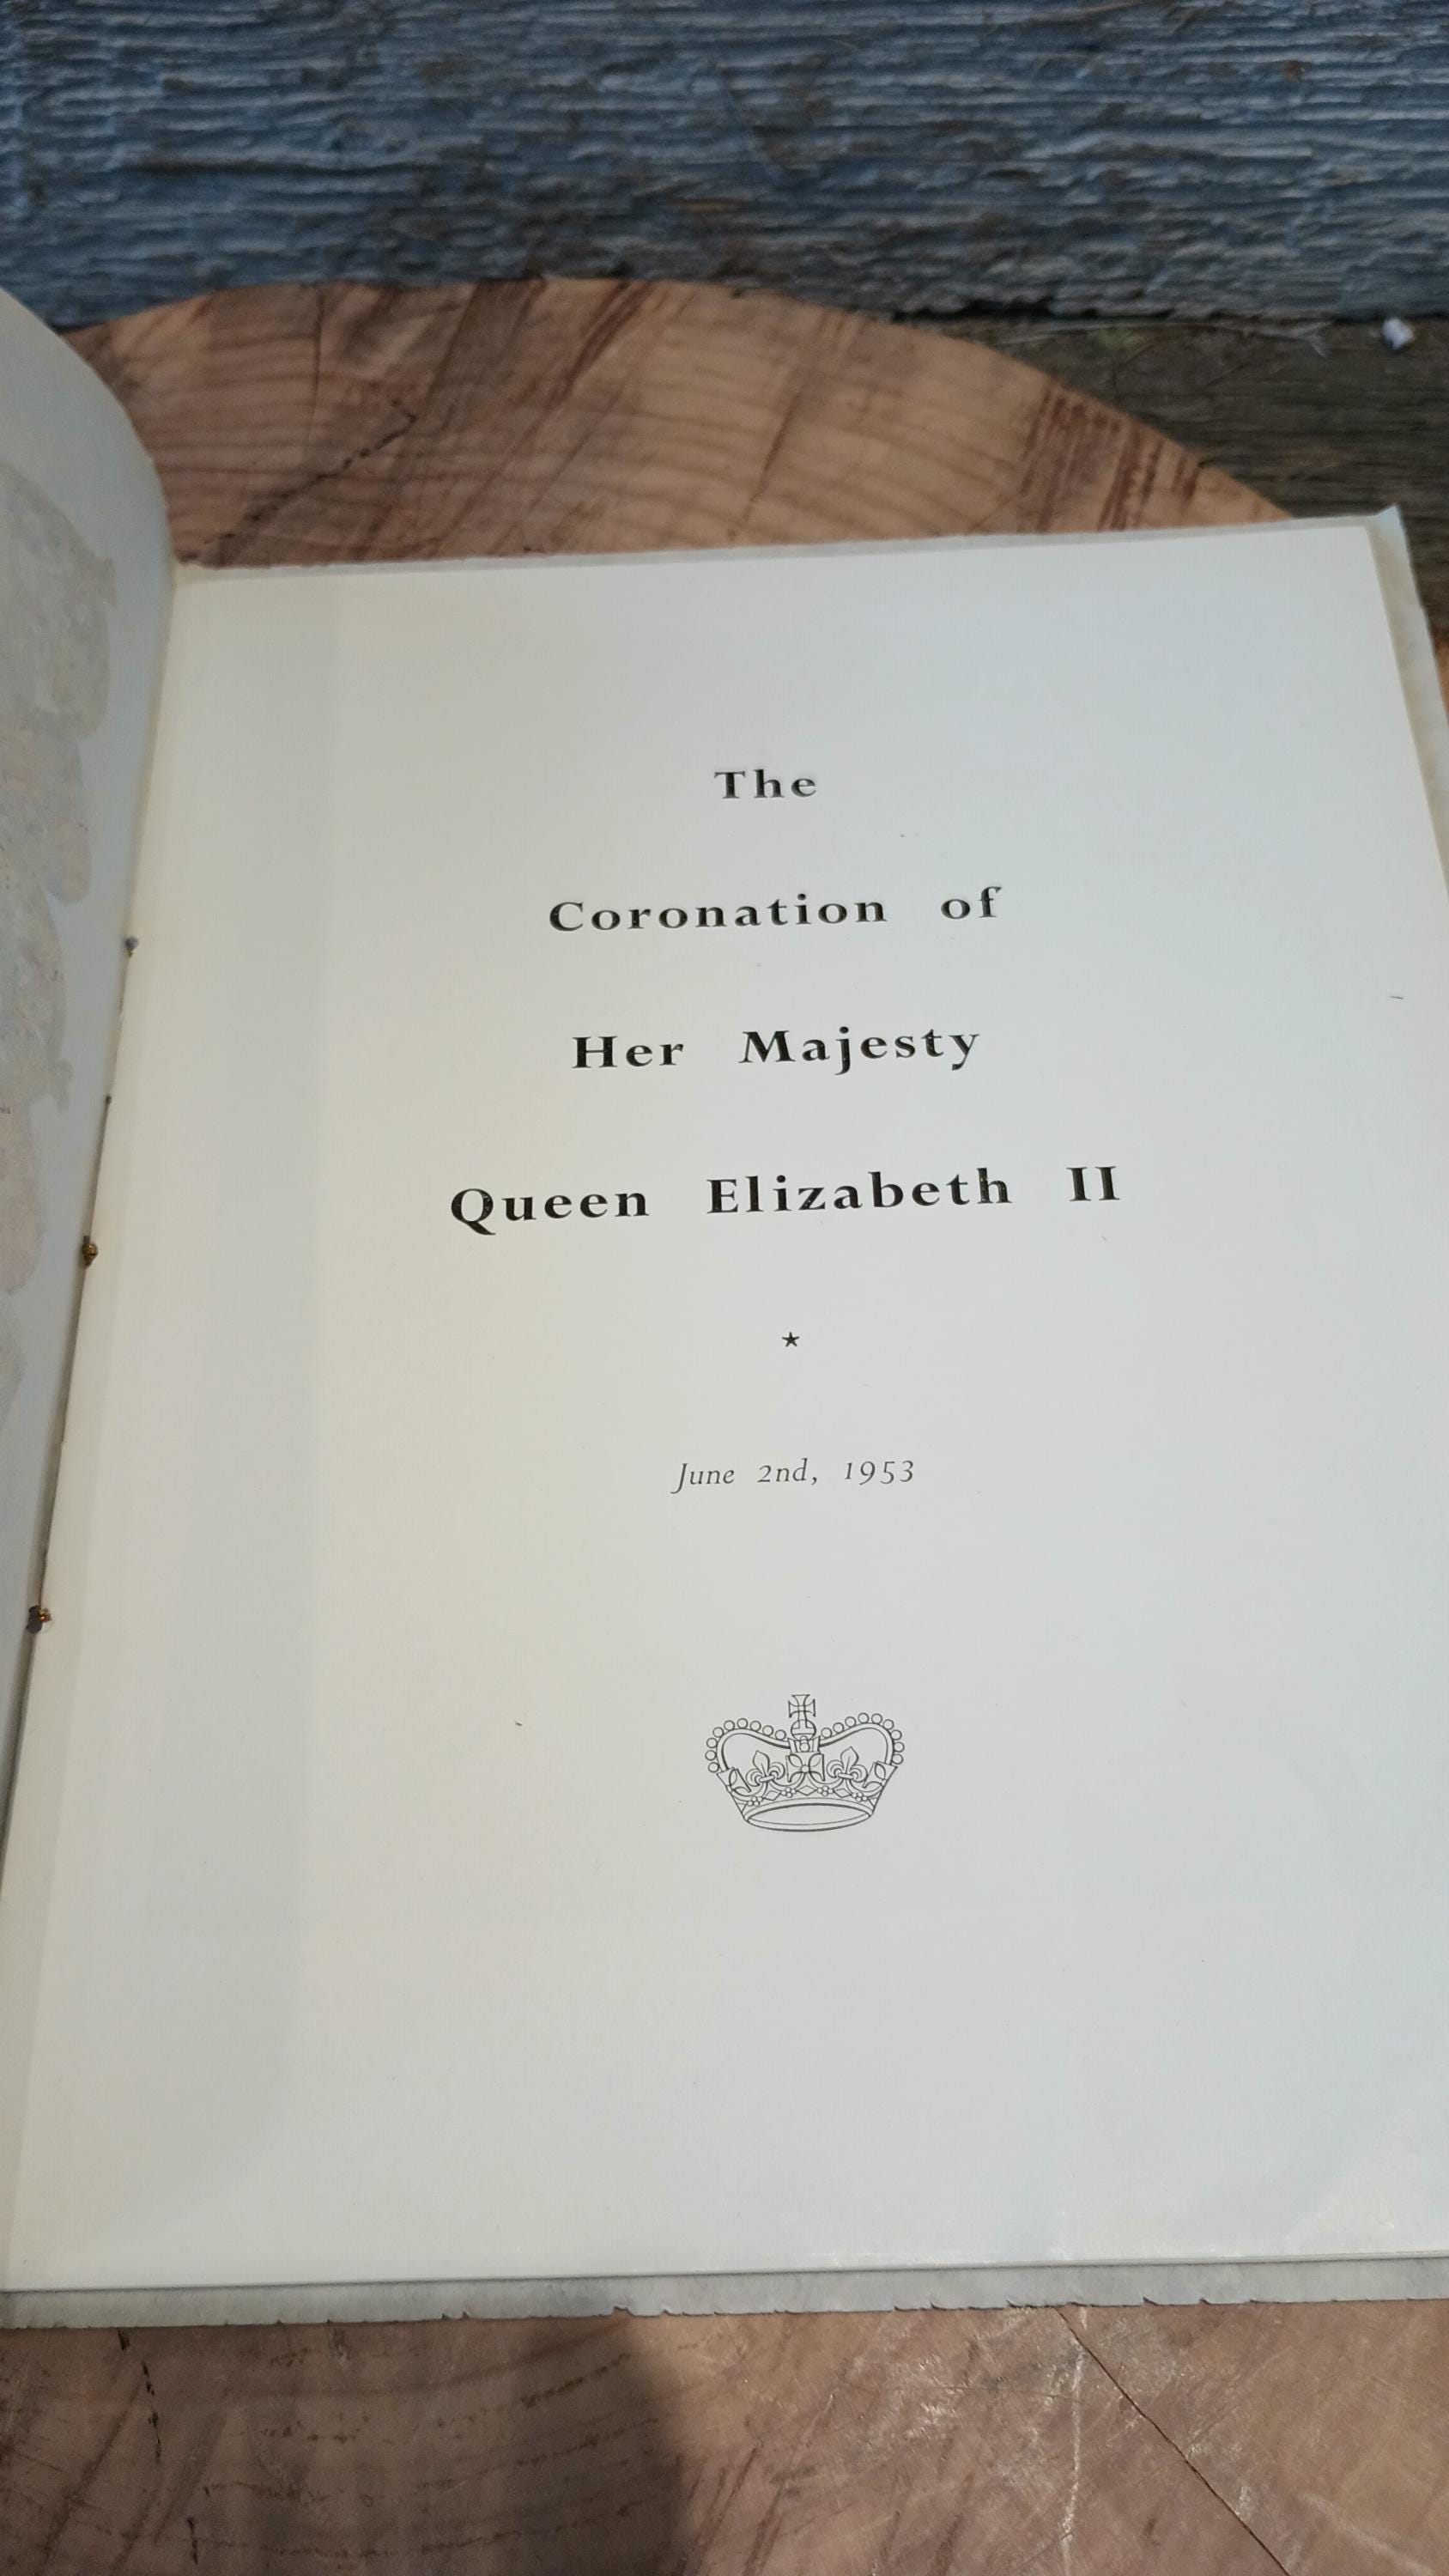 The
Coronation of
Her Majesty
Queen Elizabeth II
★
June 2nd, 1953